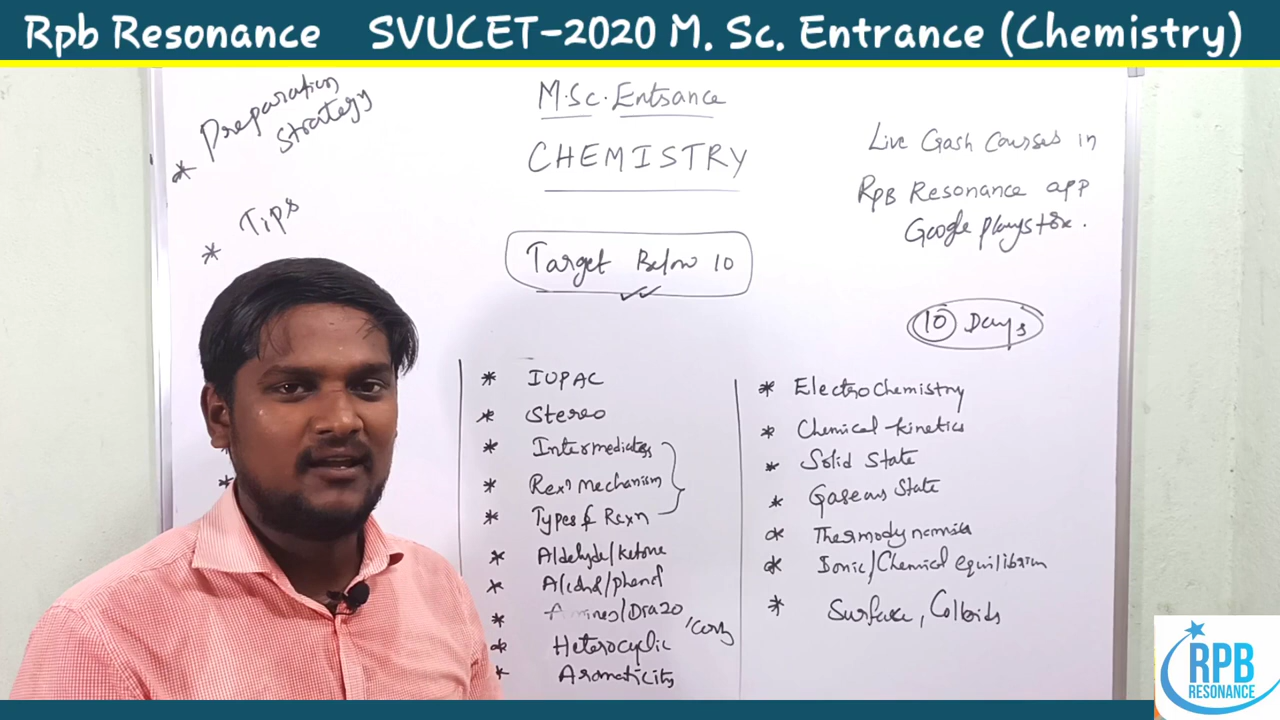 Rpb Resonance SVUCET-2020 M. Sc. Entrance (Chemistry)
* Preparation
strategy
* Tips
M.Sc. Entrance
CHEMISTRY
Target Below 10
Live Crash Courses in
RPB Resonance app
Google playstore.
10 Days
* IUPAC
* Stereo
* Intermediates
* Rexn mechanism
* Types of Rexn
* Aldehyde/ketone
* Alcohol/phenol
* Amines/Diazo
* Heterocyclic
* Aromaticity
* ElectroChemistry
* Chemical kinetics
* Solid State
* Gaseous State
* Thermodynamics
* Ionic/Chemical equilibrium
* Surface, Colloids
RPB
RESONANCE